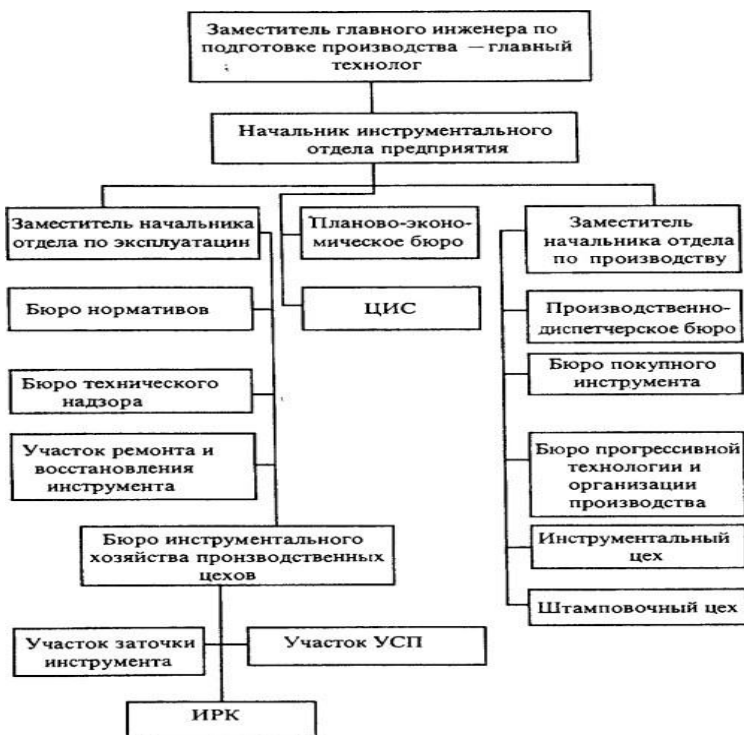 Заместитель главного инженера по
подготовке производства — главный
технолог
Начальник инструментального
отдела предприятия
Заместитель начальника
отдела по эксплуатации
Планово-эконо-
мическое бюро
Заместитель
начальника отдела
по производству
Бюро нормативов
ЦИС
Производственно-
диспетчерское бюро
Бюро технического
надзора
Бюро покупного
инструмента
Участок ремонта и
восстановления
инструмента
Бюро прогрессивной
технологии и
организации
производства
Бюро инструментального
хозяйства производственных
цехов
Инструментальный
цех
Штамповочный цех
Участок заточки
инструмента
Участок УСП
ИРК